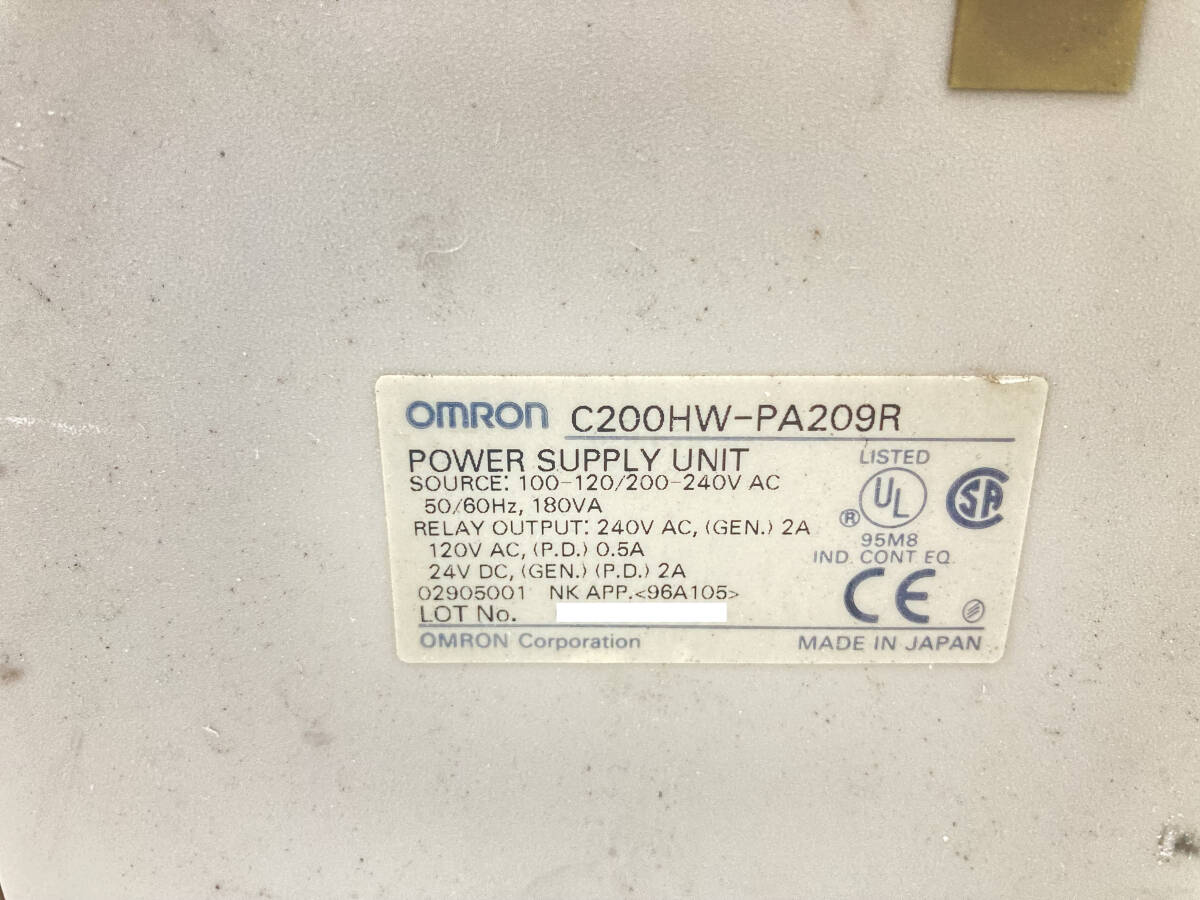 OMRON C200HW-PA209R
POWER SUPPLY UNIT
SOURCE: 100-120/200-240V AC
50/60Hz, 180VA
RELAY OUTPUT: 240V AC, (GEN.) 2A
120V AC, (P.D.) 0.5A
24V DC, (GEN.) (P.D.) 2A
02905001 NK APP.<96A105>
LOT No.
LISTED
UL
®
95M8
IND. CONT EQ.
SA
CE
OMRON Corporation
MADE IN JAPAN